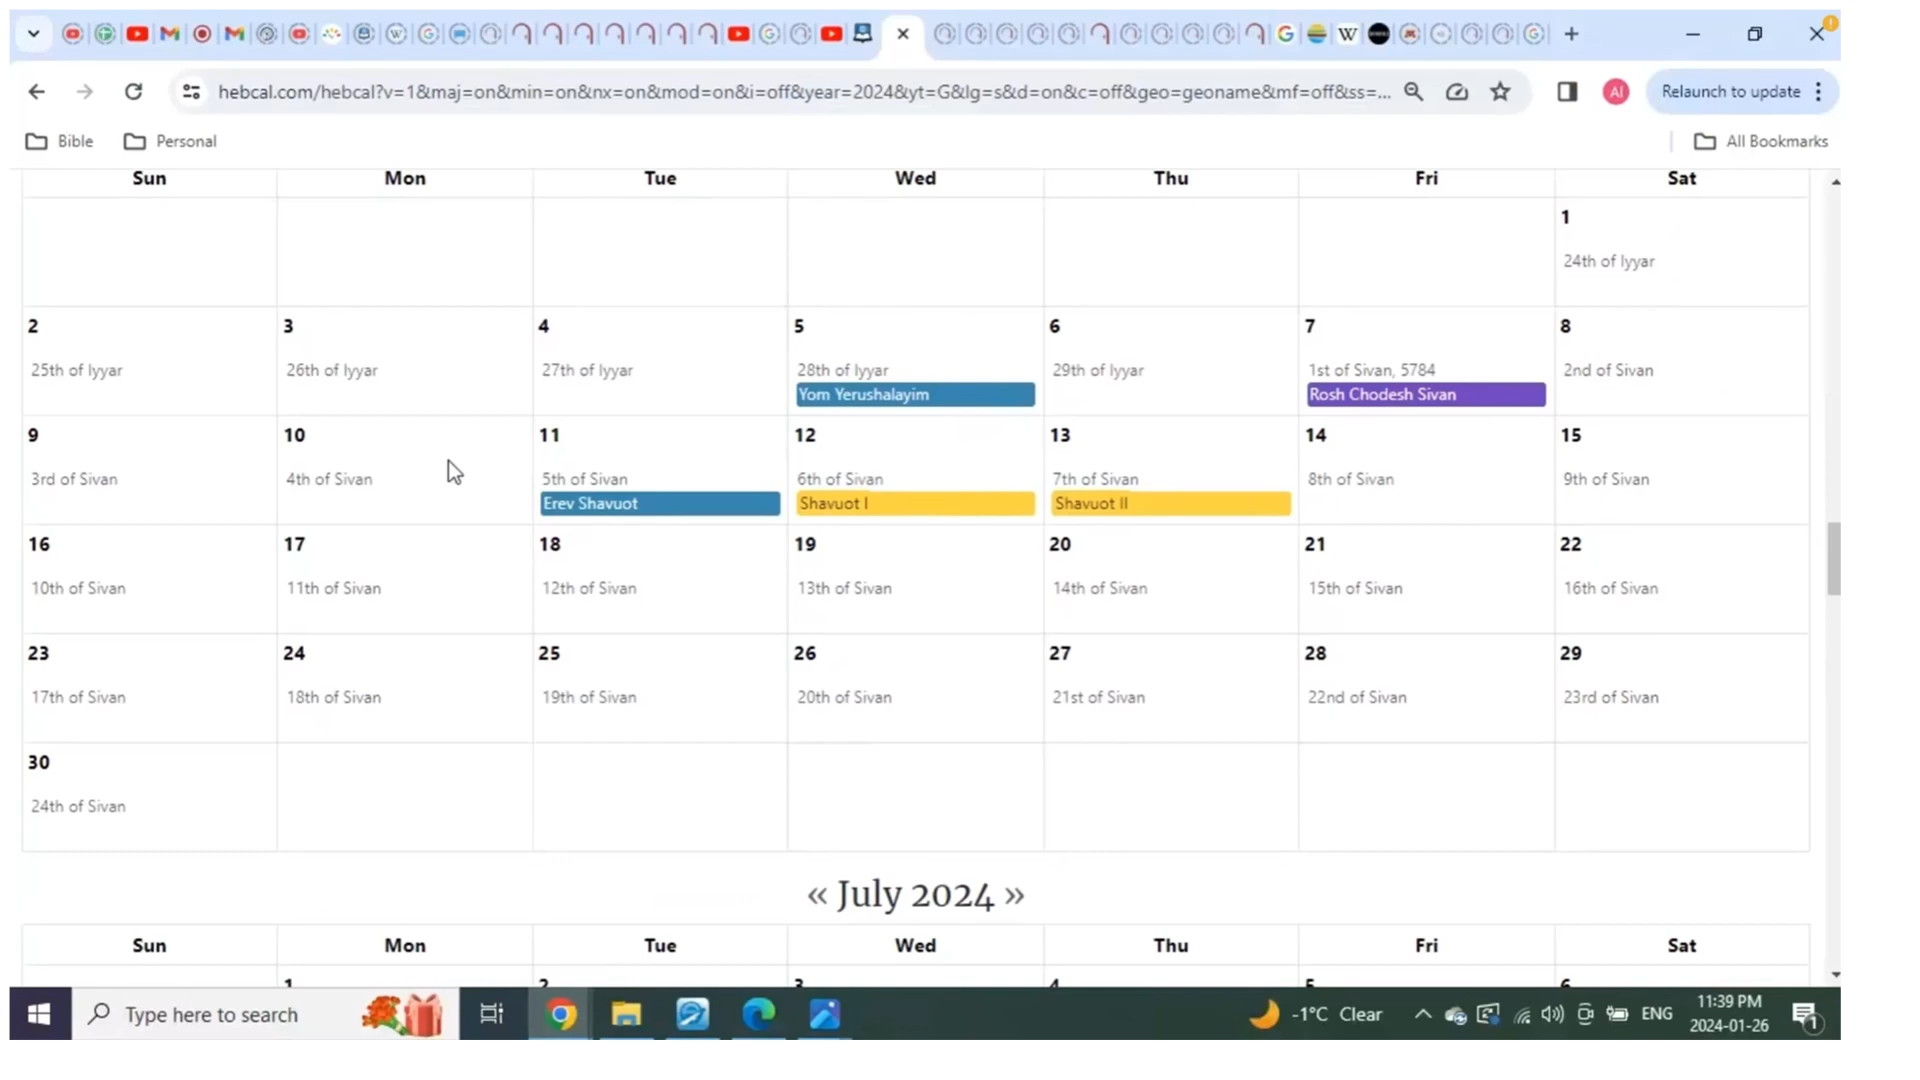 hebcal.com/hebcal?v=1&maj=on&min=on&nx=on&mod=on&i=off&year=2024&yt=G&lg=s&d=on&c=off&geo=geoname&mf=off&ss=...
AI
Relaunch to update
Bible
Personal
All Bookmarks
Sun Mon Tue Wed Thu Fri Sat
1
24th of Iyyar
2 3 4 5 6 7 8
25th of Iyyar 26th of Iyyar 27th of Iyyar 28th of Iyyar 29th of Iyyar 1st of Sivan, 5784 2nd of Sivan
Yom Yerushalayim Rosh Chodesh Sivan
9 10 11 12 13 14 15
3rd of Sivan 4th of Sivan 5th of Sivan 6th of Sivan 7th of Sivan 8th of Sivan 9th of Sivan
Erev Shavuot Shavuot I Shavuot II
16 17 18 19 20 21 22
10th of Sivan 11th of Sivan 12th of Sivan 13th of Sivan 14th of Sivan 15th of Sivan 16th of Sivan
23 24 25 26 27 28 29
17th of Sivan 18th of Sivan 19th of Sivan 20th of Sivan 21st of Sivan 22nd of Sivan 23rd of Sivan
30
24th of Sivan
« July 2024 »
Sun Mon Tue Wed Thu Fri Sat
1 2 3 4 5 6
Type here to search
-1°C Clear
ENG
11:39 PM
2024-01-26
1